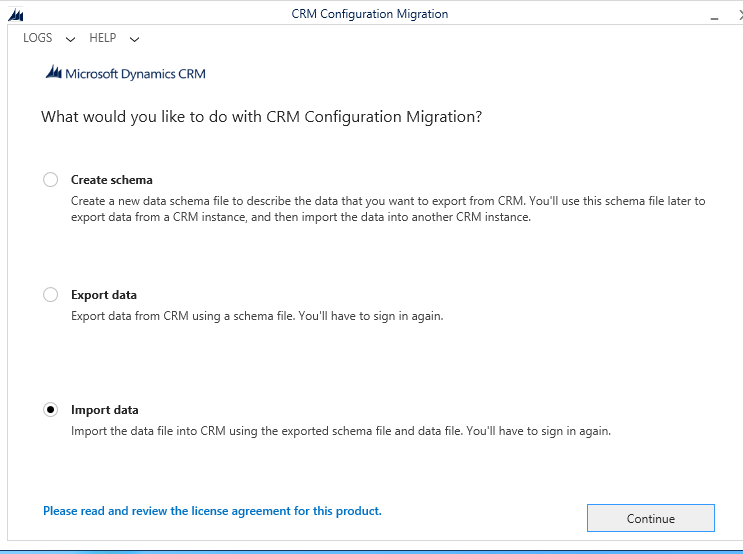 CRM Configuration Migration
LOGS HELP
Microsoft Dynamics CRM
What would you like to do with CRM Configuration Migration?
Create schema
Create a new data schema file to describe the data that you want to export from CRM. You'll use this schema file later to
export data from a CRM instance, and then import the data into another CRM instance.
Export data
Export data from CRM using a schema file. You'll have to sign in again.
Import data
Import the data file into CRM using the exported schema file and data file. You'll have to sign in again.
Please read and review the license agreement for this product.
Continue